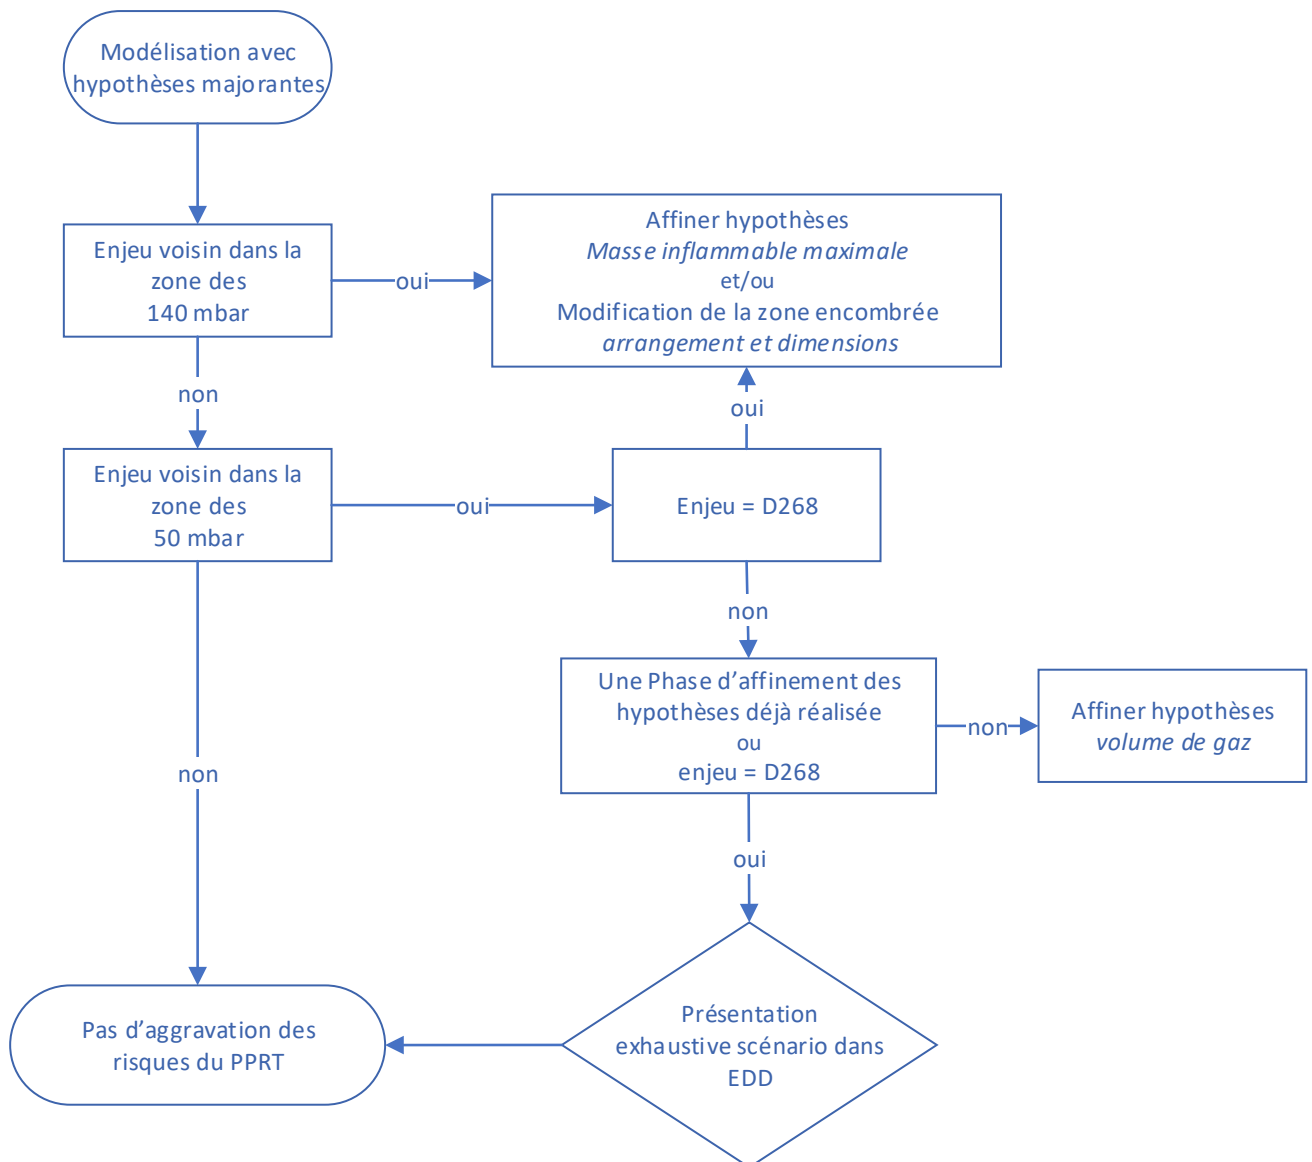 Modélisation avec
hypothèses majorantes
Enjeu voisin dans la
zone des
140 mbar
oui
Affiner hypothèses
Masse inflammable maximale
et/ou
Modification de la zone encombrée
arrangement et dimensions
non
oui
Enjeu voisin dans la
zone des
50 mbar
oui
Enjeu = D268
non
Une Phase d’affinement des
hypothèses déjà réalisée
ou
enjeu = D268
non
Affiner hypothèses
volume de gaz
non
oui
Présentation
exhaustive scénario dans
EDD
Pas d’aggravation des
risques du PPRT